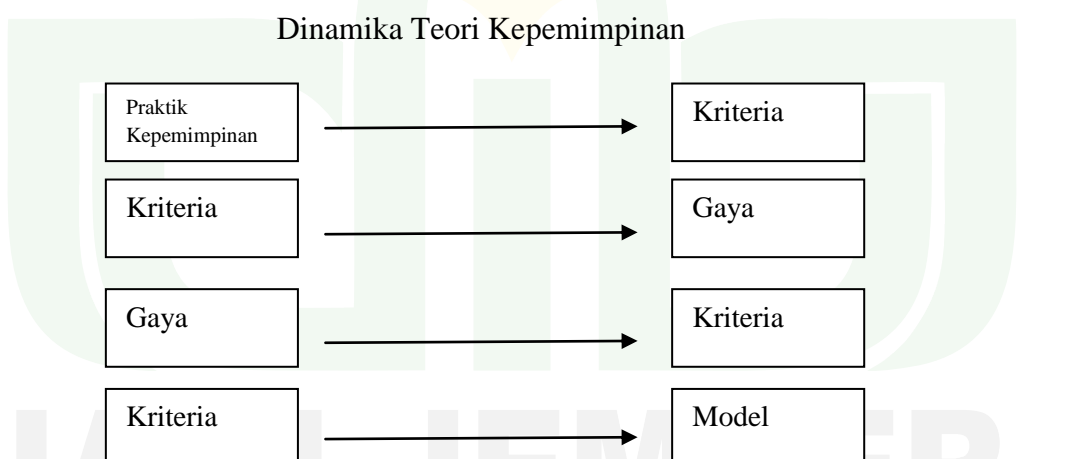 Dinamika Teori Kepemimpinan
Praktik
Kepemimpinan
Kriteria
Kriteria
Gaya
Gaya
Kriteria
Kriteria
Model